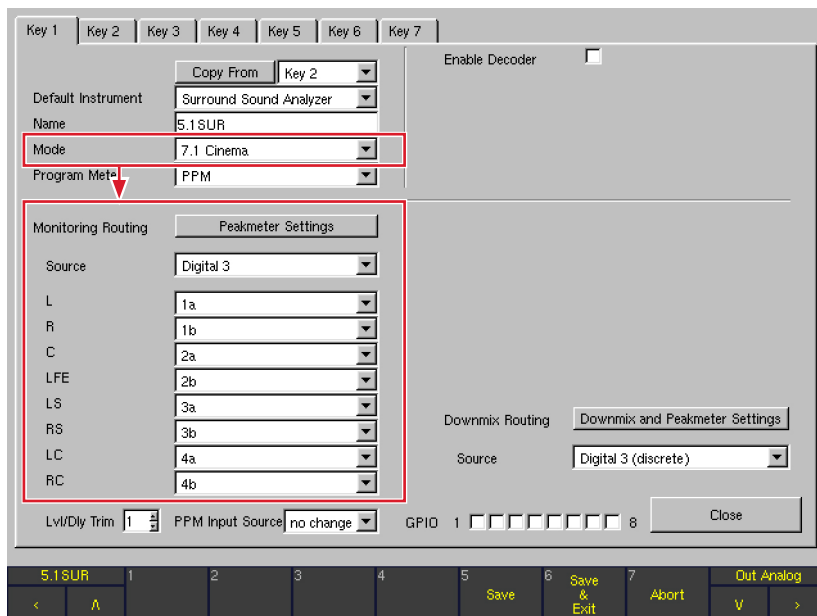 Key 1 Key 2 Key 3 Key 4 Key 5 Key 6 Key 7
Copy From Key 2
Enable Decoder
Default Instrument Surround Sound Analyzer
Name 5.1SUR
Mode 7.1 Cinema
Program Mete PPM
Monitoring Routing Peakmeter Settings
Source Digital 3
L 1a
R 1b
C 2a
LFE 2b
LS 3a
RS 3b
LC 4a
RC 4b
Downmix Routing Downmix and Peakmeter Settings
Source Digital 3 (discrete)
Lvl/Dly Trim 1 PPM Input Source no change GPIO 1 8 Close
5.1SUR 1 2 3 4 5 Save 6 Save & Exit 7 Abort Out Analog
< Λ V >